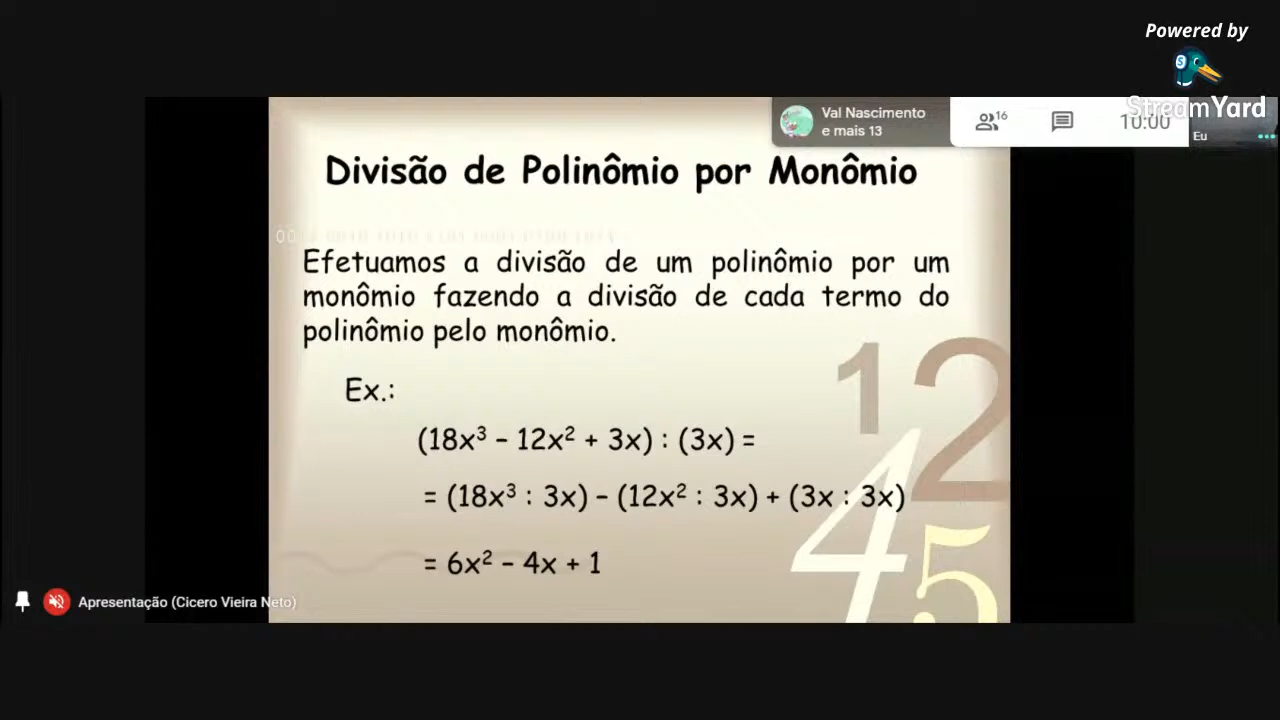 Powered by
StreamYard
Val Nascimento
e mais 13
16
10:00
Eu
Divisão de Polinômio por Monômio
Efetuamos a divisão de um polinômio por um
monômio fazendo a divisão de cada termo do
polinômio pelo monômio.
Ex.:
(18x³ – 12x² + 3x) : (3x) =
= (18x³ : 3x) – (12x² : 3x) + (3x : 3x)
= 6x² – 4x + 1
12
4
5
Apresentação (Cicero Vieira Neto)